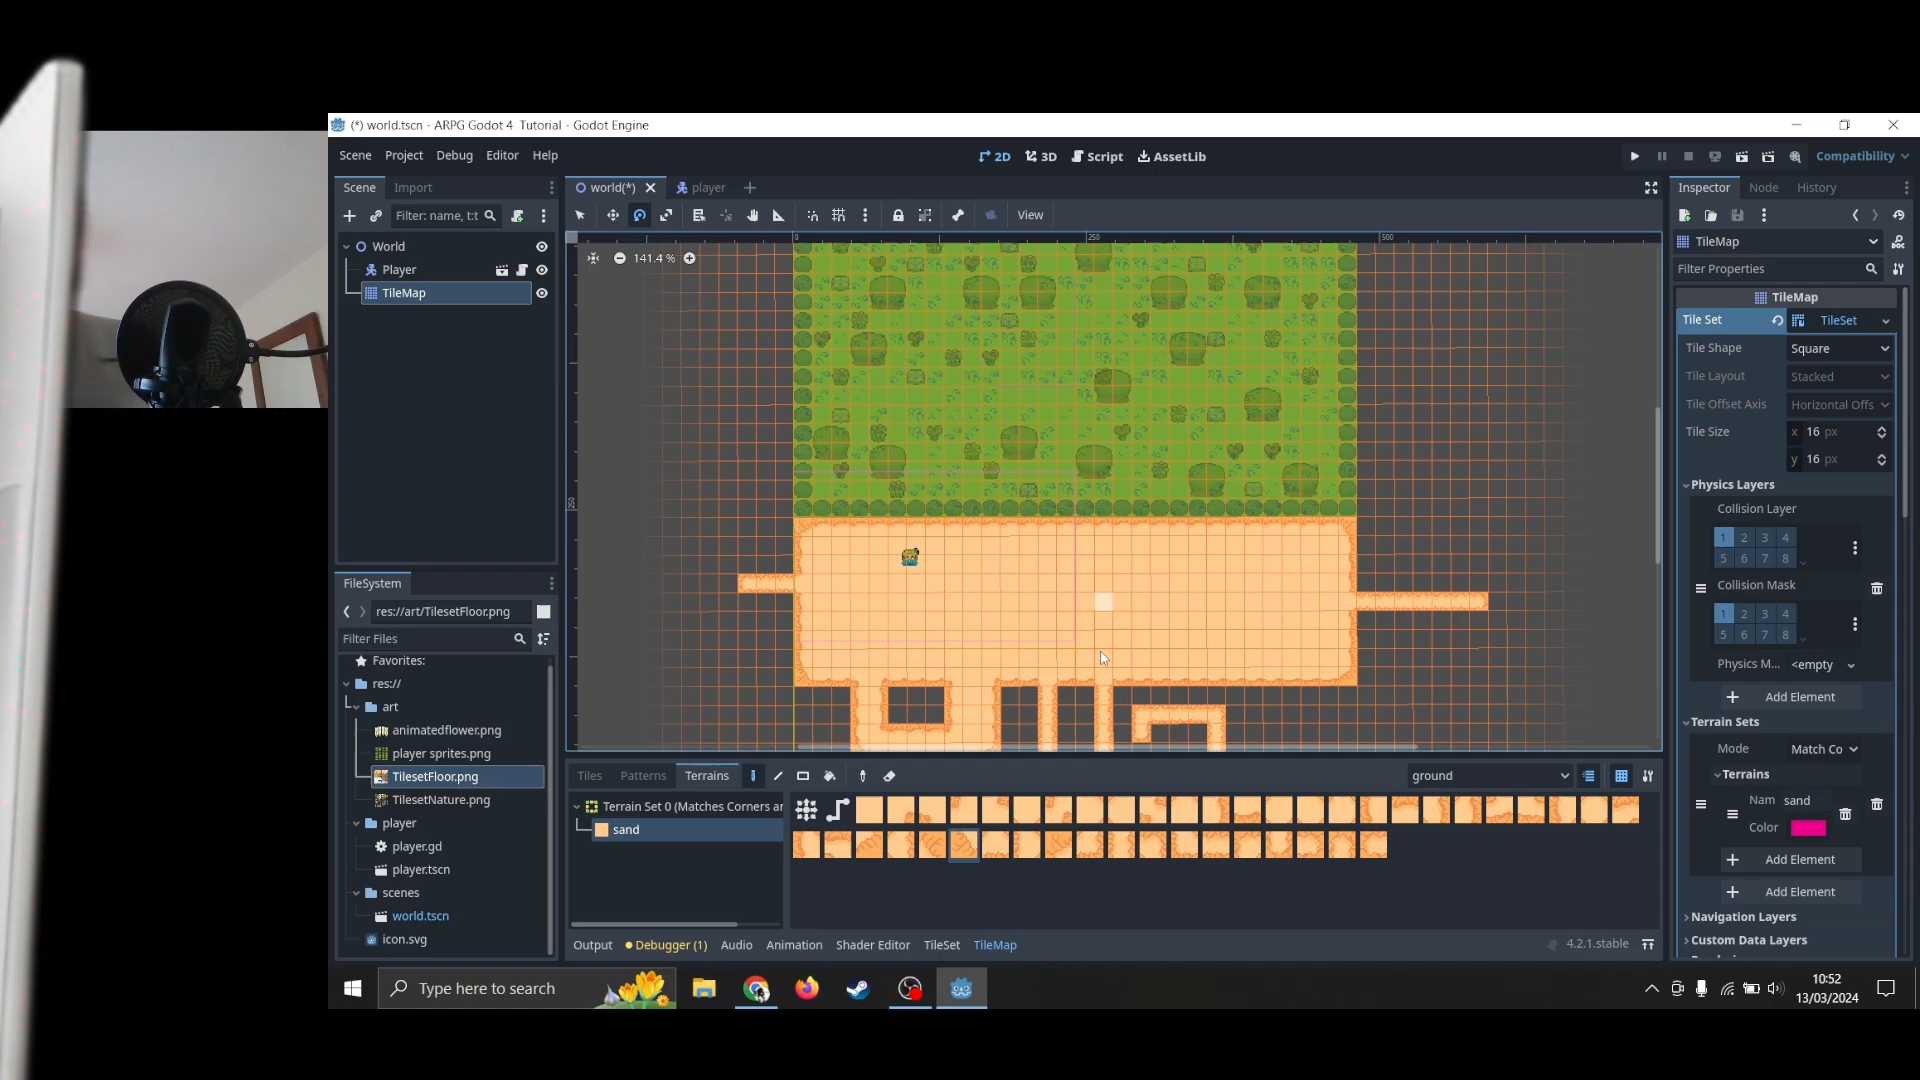 (*) world.tscn - ARPG Godot 4 Tutorial - Godot Engine
Scene Project Debug Editor Help
2D 3D Script AssetLib
Compatibility
Scene Import
world(*) player
Inspector Node History
Filter: name, t:t
View
World
Player
TileMap
0 250 500
141.4 %
250
TileMap
Filter Properties
TileMap
Tile Set TileSet
Tile Shape Square
Tile Layout Stacked
Tile Offset Axis Horizontal Offs
Tile Size x 16 px
y 16 px
Physics Layers
Collision Layer
1 2 3 4
5 6 7 8
Collision Mask
1 2 3 4
5 6 7 8
Physics M... <empty
Add Element
Terrain Sets
Mode Match Co
Terrains
Nam sand
Color
Add Element
Add Element
Navigation Layers
Custom Data Layers
FileSystem
res://art/TilesetFloor.png
Filter Files
Favorites:
res://
art
animatedflower.png
player sprites.png
TilesetFloor.png
TilesetNature.png
player
player.gd
player.tscn
scenes
world.tscn
icon.svg
Tiles Patterns Terrains
ground
Terrain Set 0 (Matches Corners ar
sand
Output Debugger (1) Audio Animation Shader Editor TileSet TileMap
4.2.1.stable
Type here to search
10:52
13/03/2024